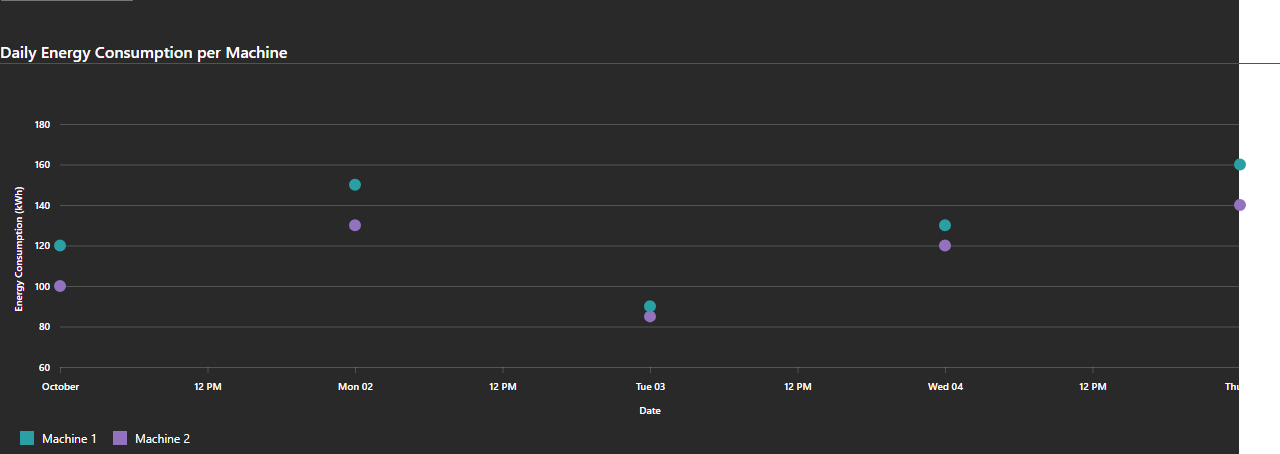 Daily Energy Consumption per Machine
180
160
140
120
100
80
60
Energy Consumption (kWh)
October 12 PM Mon 02 12 PM Tue 03 12 PM Wed 04 12 PM Thu
Date
Machine 1 Machine 2